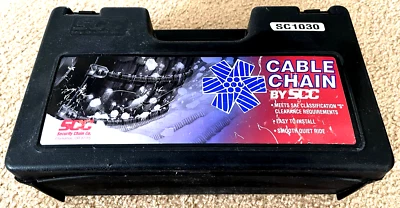 SC1030
CABLE
CHAIN
BY SCC
• MEETS SAE CLASSIFICATION "S"
CLEARANCE REQUIREMENTS
• EASY TO INSTALL
• SMOOTH QUIET RIDE
SCC
Security Chain Co.